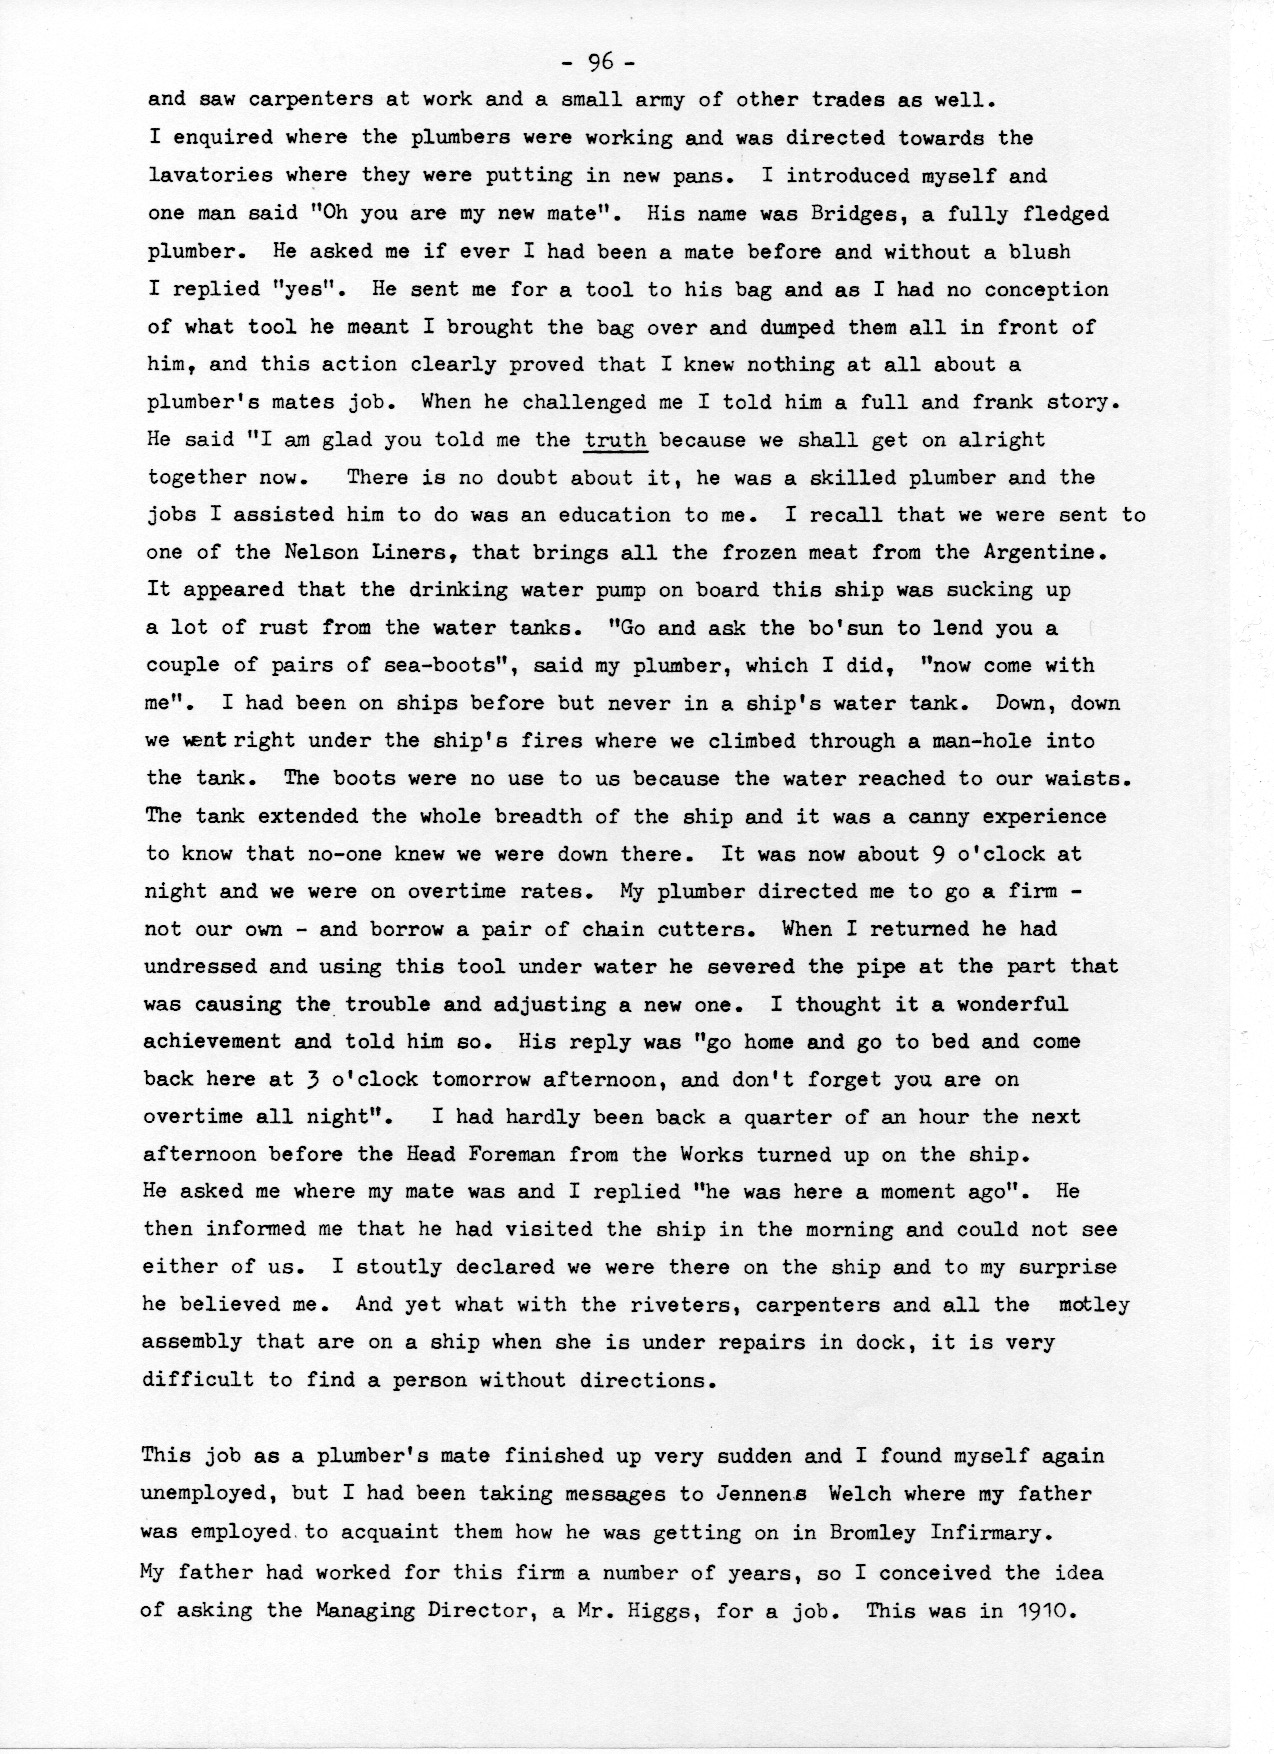 - 96 -
and saw carpenters at work and a small army of other trades as well.
I enquired where the plumbers were working and was directed towards the
lavatories where they were putting in new pans.  I introduced myself and
one man said "Oh you are my new mate".  His name was Bridges, a fully fledged
plumber.  He asked me if ever I had been a mate before and without a blush
I replied "yes".  He sent me for a tool to his bag and as I had no conception
of what tool he meant I brought the bag over and dumped them all in front of
him, and this action clearly proved that I knew nothing at all about a
plumber's mates job.  When he challenged me I told him a full and frank story.
He said "I am glad you told me the truth because we shall get on alright
together now.   There is no doubt about it, he was a skilled plumber and the
jobs I assisted him to do was an education to me.  I recall that we were sent to
one of the Nelson Liners, that brings all the frozen meat from the Argentine.
It appeared that the drinking water pump on board this ship was sucking up
a lot of rust from the water tanks.  "Go and ask the bo'sun to lend you a
couple of pairs of sea-boots", said my plumber, which I did,  "now come with
me".  I had been on ships before but never in a ship's water tank.  Down, down
we went right under the ship's fires where we climbed through a man-hole into
the tank.  The boots were no use to us because the water reached to our waists.
The tank extended the whole breadth of the ship and it was a canny experience
to know that no-one knew we were down there.  It was now about 9 o'clock at
night and we were on overtime rates.  My plumber directed me to go a firm -
not our own - and borrow a pair of chain cutters.  When I returned he had
undressed and using this tool under water he severed the pipe at the part that
was causing the trouble and adjusting a new one.  I thought it a wonderful
achievement and told him so.  His reply was "go home and go to bed and come
back here at 3 o'clock tomorrow afternoon, and don't forget you are on
overtime all night".   I had hardly been back a quarter of an hour the next
afternoon before the Head Foreman from the Works turned up on the ship.
He asked me where my mate was and I replied "he was here a moment ago".  He
then informed me that he had visited the ship in the morning and could not see
either of us.  I stoutly declared we were there on the ship and to my surprise
he believed me.  And yet what with the riveters, carpenters and all the  motley
assembly that are on a ship when she is under repairs in dock, it is very
difficult to find a person without directions.
This job as a plumber's mate finished up very sudden and I found myself again
unemployed, but I had been taking messages to Jennens Welch where my father
was employed to acquaint them how he was getting on in Bromley Infirmary.
My father had worked for this firm a number of years, so I conceived the idea
of asking the Managing Director, a Mr. Higgs, for a job.  This was in 1910.